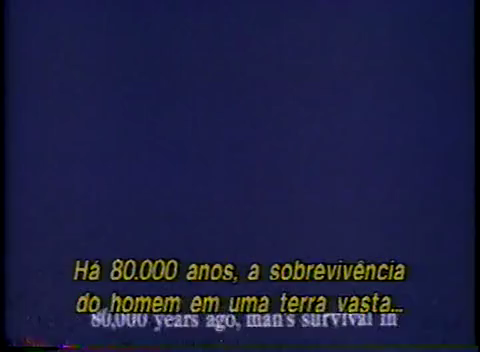 Há 80.000 anos, a sobrevivência
do homem em uma terra vasta...
80,000 years ago, man's survival in